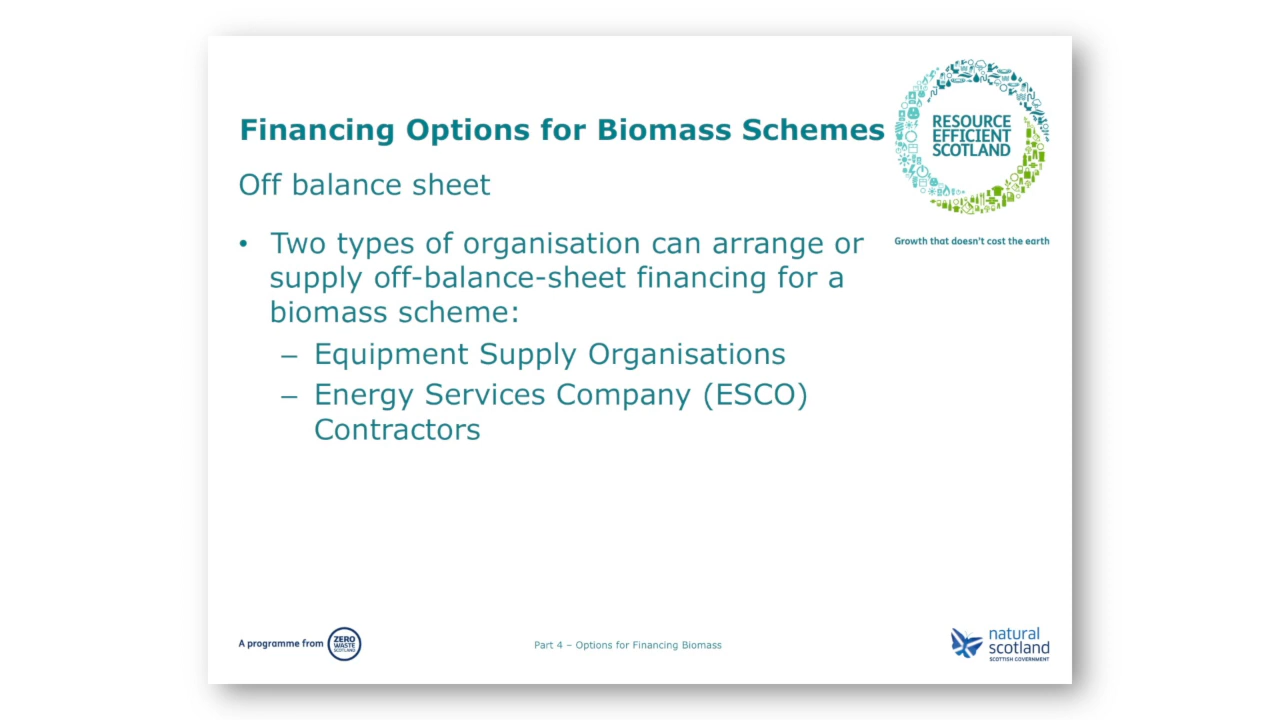 Financing Options for Biomass Schemes
RESOURCE
EFFICIENT
SCOTLAND
Off balance sheet
Growth that doesn't cost the earth
• Two types of organisation can arrange or
supply off-balance-sheet financing for a
biomass scheme:
– Equipment Supply Organisations
– Energy Services Company (ESCO)
Contractors
A programme from
ZERO
WASTE
SCOTLAND
Part 4 – Options for Financing Biomass
natural
scotland
SCOTTISH GOVERNMENT